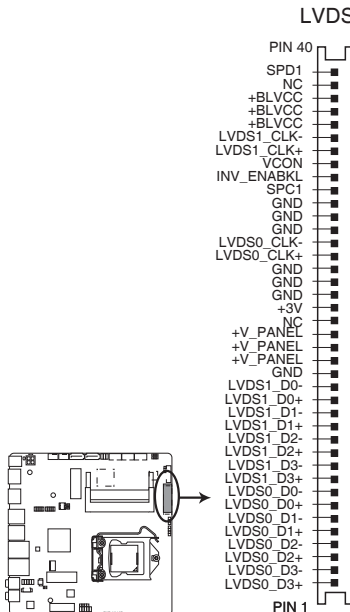 LVDS
PIN 40
SPD1
NC
+BLVCC
+BLVCC
+BLVCC
LVDS1_CLK-
LVDS1_CLK+
VCON
INV_ENABKL
SPC1
GND
GND
GND
LVDS0_CLK-
LVDS0_CLK+
GND
GND
GND
+3V
NC
+V_PANEL
+V_PANEL
+V_PANEL
GND
LVDS1_D0-
LVDS1_D0+
LVDS1_D1-
LVDS1_D1+
LVDS1_D2-
LVDS1_D2+
LVDS1_D3-
LVDS1_D3+
LVDS0_D0-
LVDS0_D0+
LVDS0_D1-
LVDS0_D1+
LVDS0_D2-
LVDS0_D2+
LVDS0_D3-
LVDS0_D3+
PIN 1